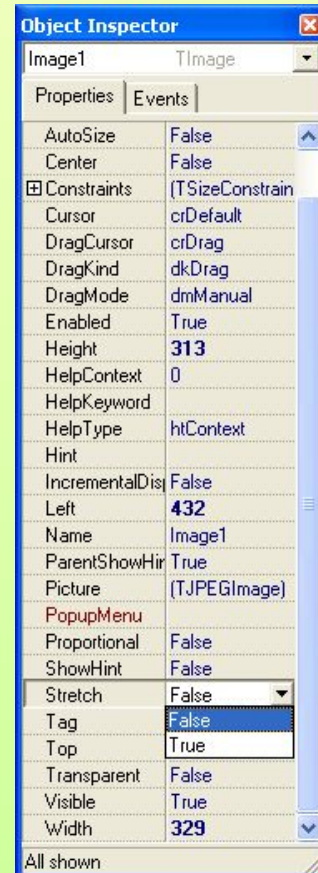 Object Inspector
Image1 TImage
Properties Events
AutoSize False
Center False
Constraints (TSizeConstrain
Cursor crDefault
DragCursor crDrag
DragKind dkDrag
DragMode dmManual
Enabled True
Height 313
HelpContext 0
HelpKeyword
HelpType htContext
Hint
IncrementalDis False
Left 432
Name Image1
ParentShowHin True
Picture (TJPEGImage)
PopupMenu
Proportional False
ShowHint False
Stretch False
Tag False
Top True
Transparent False
Visible True
Width 329
All shown